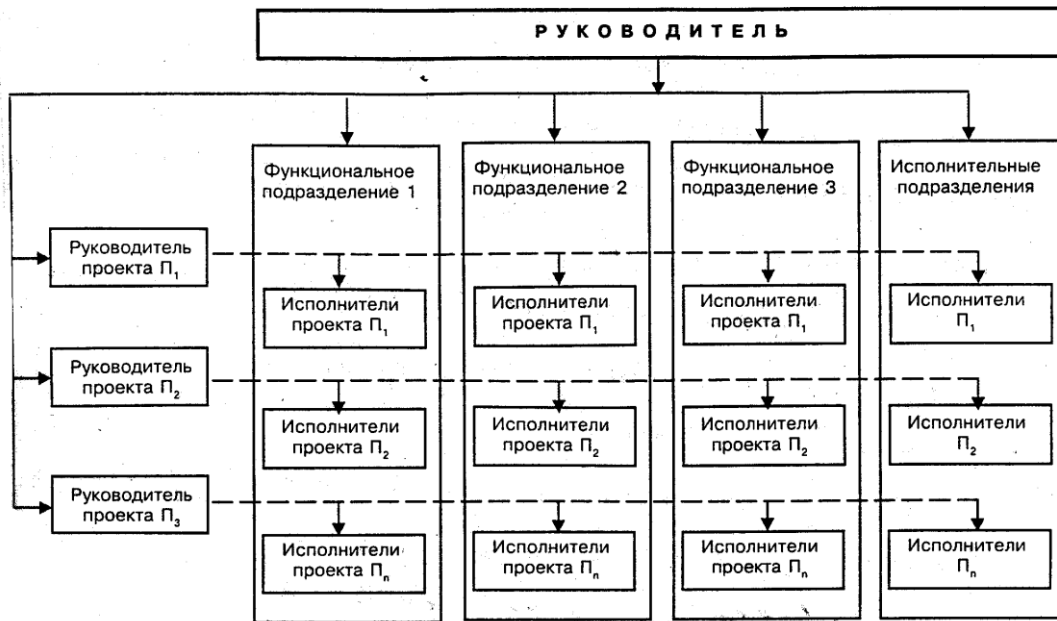 РУКОВОДИТЕЛЬ
Функциональное
подразделение 1
Функциональное
подразделение 2
Функциональное
подразделение 3
Исполнительные
подразделения
Руководитель
проекта П₁
Исполнители
проекта П₁
Исполнители
проекта П₁
Исполнители
проекта П₁
Исполнители
П₁
Руководитель
проекта П₂
Исполнители
проекта П₂
Исполнители
проекта П₂
Исполнители
проекта П₂
Исполнители
П₂
Руководитель
проекта П₃
Исполнители
проекта Пₙ
Исполнители
проекта Пₙ
Исполнители
проекта Пₙ
Исполнители
Пₙ